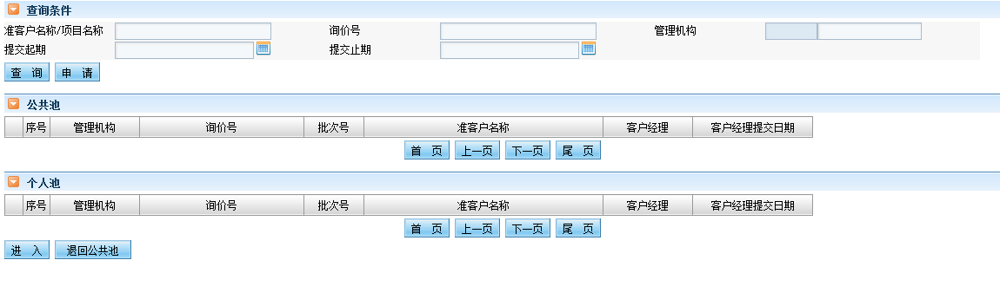 查询条件
准客户名称/项目名称 询价号 管理机构
提交起期 提交止期
查 询 申 请
公共池
序号 管理机构 询价号 批次号 准客户名称 客户经理 客户经理提交日期
首 页 上一页 下一页 尾 页
个人池
序号 管理机构 询价号 批次号 准客户名称 客户经理 客户经理提交日期
首 页 上一页 下一页 尾 页
进 入 退回公共池